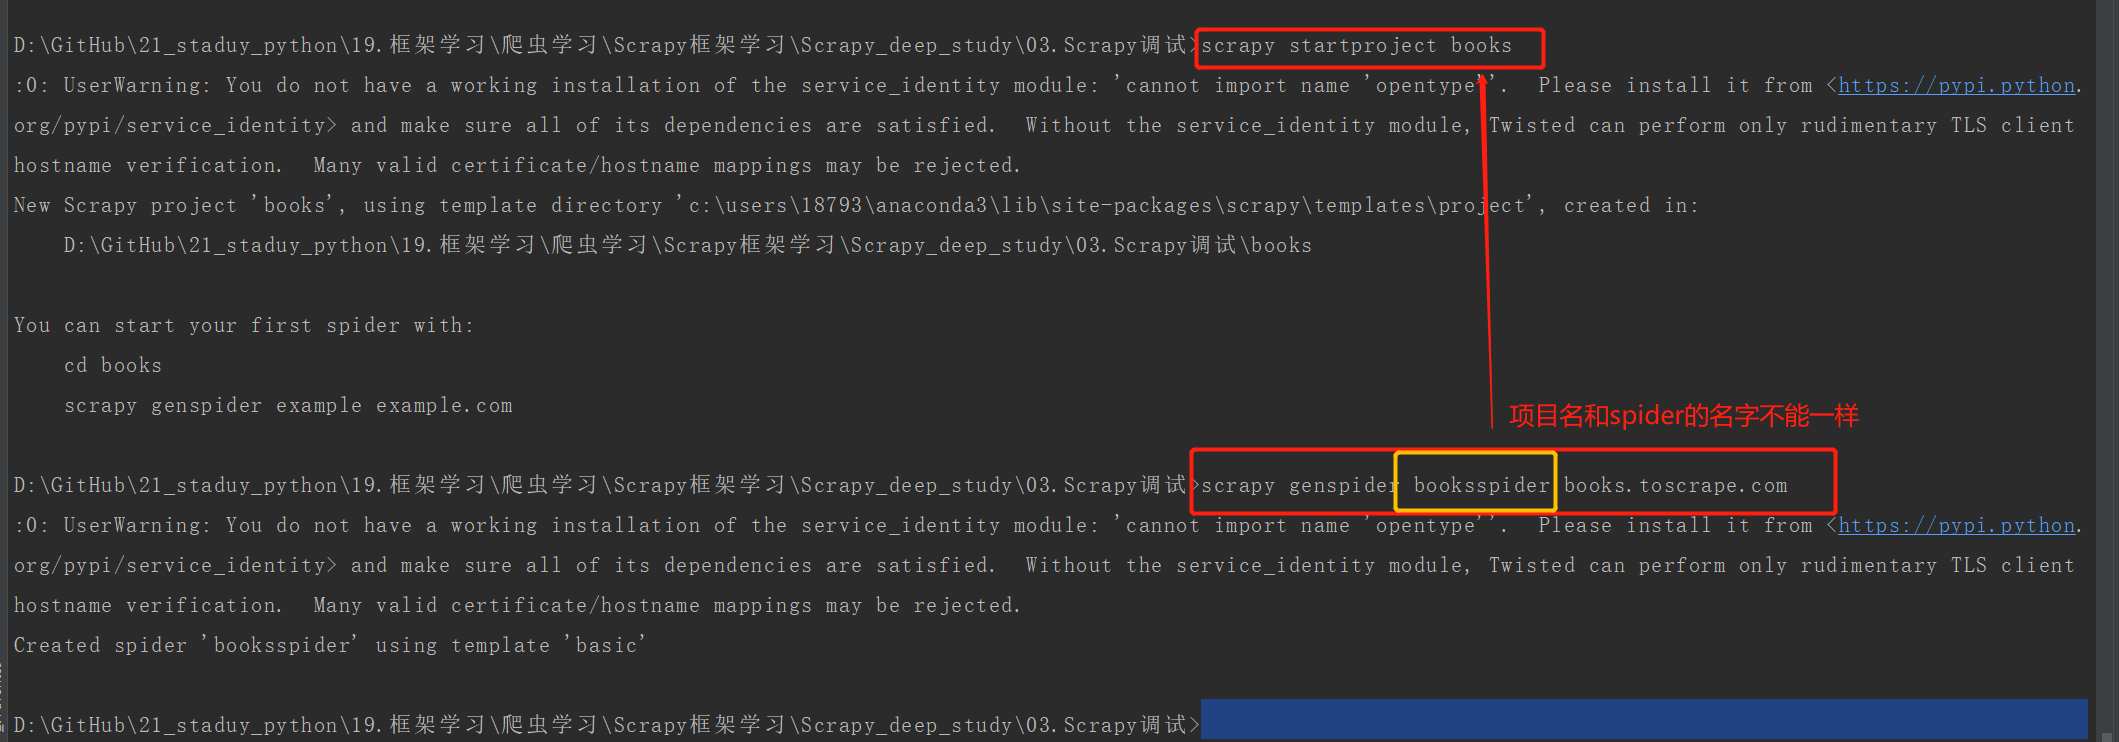 D:\GitHub\21_staduy_python\19.框架学习\爬虫学习\Scrapy框架学习\Scrapy_deep_study\03.Scrapy调试>scrapy startproject books
:0: UserWarning: You do not have a working installation of the service_identity module: 'cannot import name 'opentype''.  Please install it from <https://pypi.python.
org/pypi/service_identity> and make sure all of its dependencies are satisfied.  Without the service_identity module, Twisted can perform only rudimentary TLS client
hostname verification.  Many valid certificate/hostname mappings may be rejected.
New Scrapy project 'books', using template directory 'c:\users\18793\anaconda3\lib\site-packages\scrapy\templates\project', created in:
    D:\GitHub\21_staduy_python\19.框架学习\爬虫学习\Scrapy框架学习\Scrapy_deep_study\03.Scrapy调试\books
You can start your first spider with:
    cd books
    scrapy genspider example example.com
项目名和spider的名字不能一样
D:\GitHub\21_staduy_python\19.框架学习\爬虫学习\Scrapy框架学习\Scrapy_deep_study\03.Scrapy调试>scrapy genspider booksspider books.toscrape.com
:0: UserWarning: You do not have a working installation of the service_identity module: 'cannot import name 'opentype''.  Please install it from <https://pypi.python.
org/pypi/service_identity> and make sure all of its dependencies are satisfied.  Without the service_identity module, Twisted can perform only rudimentary TLS client
hostname verification.  Many valid certificate/hostname mappings may be rejected.
Created spider 'booksspider' using template 'basic'
D:\GitHub\21_staduy_python\19.框架学习\爬虫学习\Scrapy框架学习\Scrapy_deep_study\03.Scrapy调试>